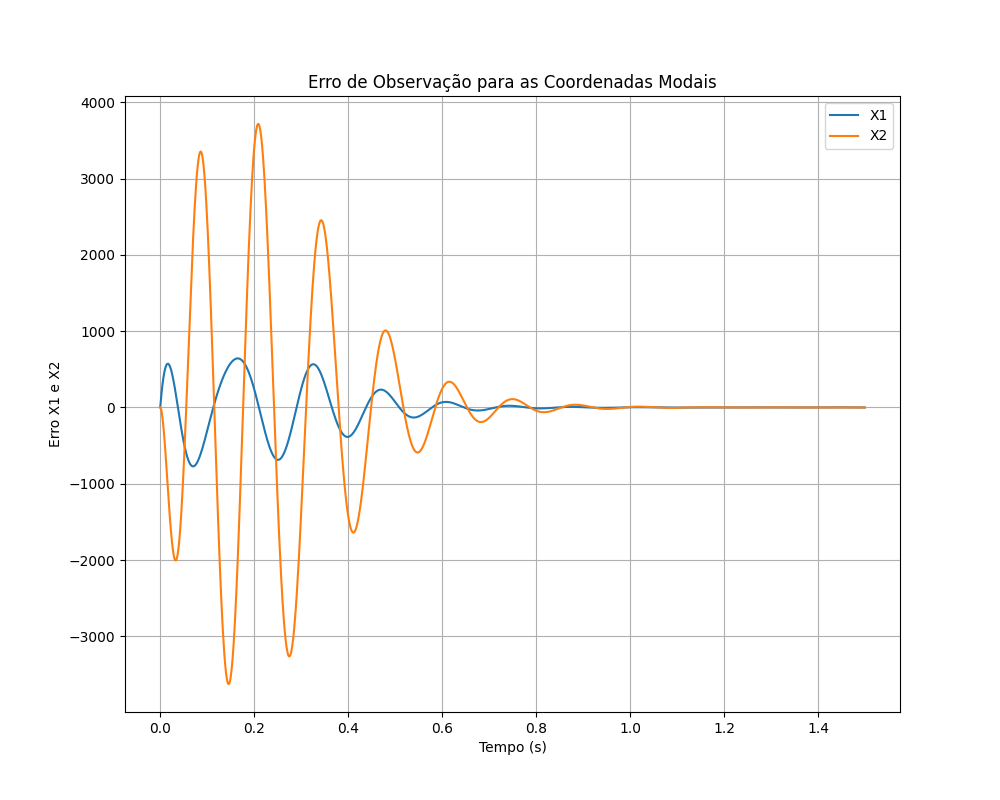 Erro de Observação para as Coordenadas Modais
4000
3000
2000
1000
0
−1000
−2000
−3000
Erro X1 e X2
X1
X2
0.0 0.2 0.4 0.6 0.8 1.0 1.2 1.4
Tempo (s)